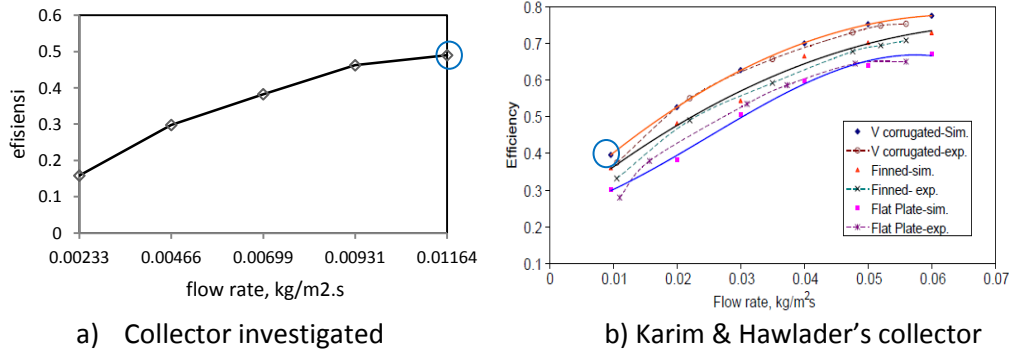 0.6
0.5
0.4
0.3
0.2
0.1
0
efisiensi
0.00233 0.00466 0.00699 0.00931 0.01164
flow rate, kg/m2.s
a) Collector investigated
0.8
0.7
0.6
0.5
0.4
0.3
0.2
0.1
Efficiency
V corrugated-Sim.
V corrugated-exp.
Finned-sim.
Finned- exp.
Flat Plate-sim.
Flat Plate-exp.
0 0.01 0.02 0.03 0.04 0.05 0.06 0.07
Flow rate, kg/m²s
b) Karim & Hawlader's collector